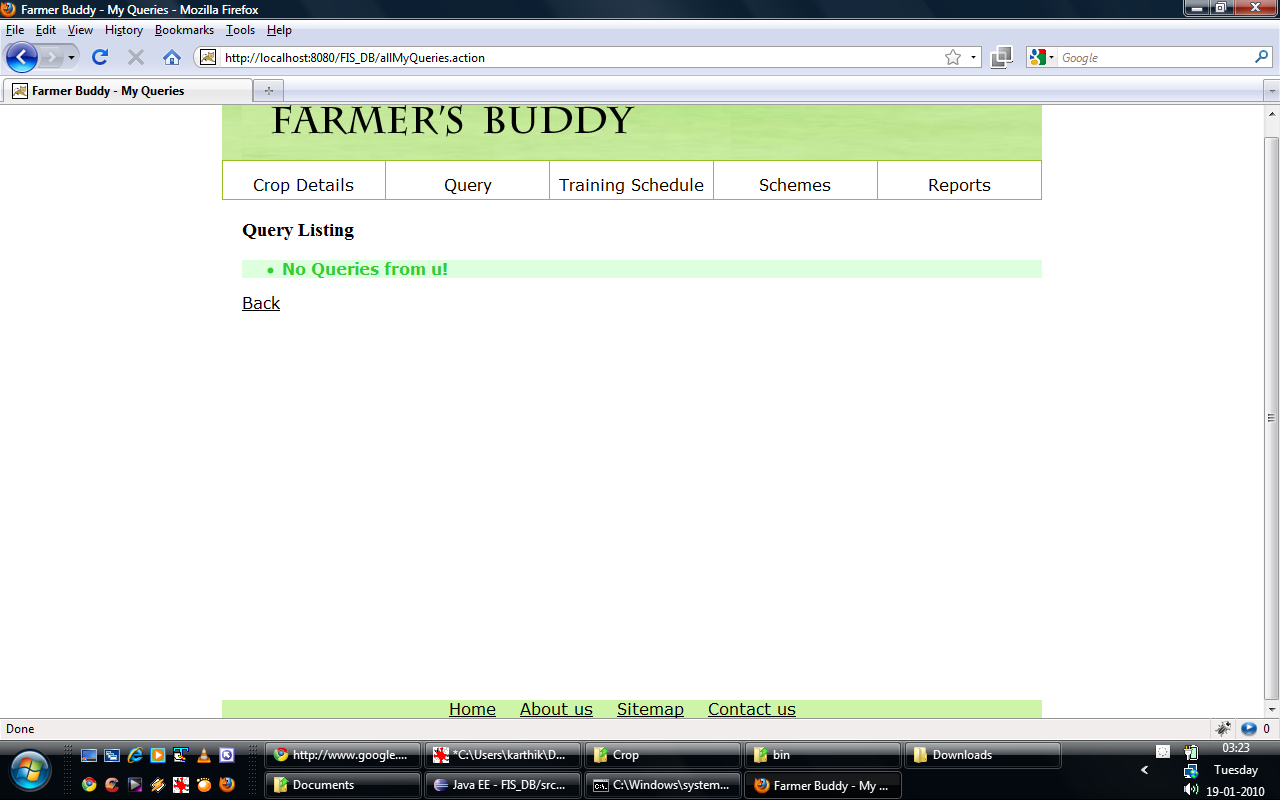 Farmer Buddy - My Queries - Mozilla Firefox
File Edit View History Bookmarks Tools Help
http://localhost:8080/FIS_DB/allMyQueries.action
Google
Farmer Buddy - My Queries
FARMER'S BUDDY
Crop Details Query Training Schedule Schemes Reports
Query Listing
• No Queries from u!
Back
Home About us Sitemap Contact us
Done
0
http://www.google.... *C:\Users\karthik\D... Crop bin Downloads
03:23
Documents Java EE - FIS_DB/src... C:\Windows\system... Farmer Buddy - My ...
Tuesday
19-01-2010